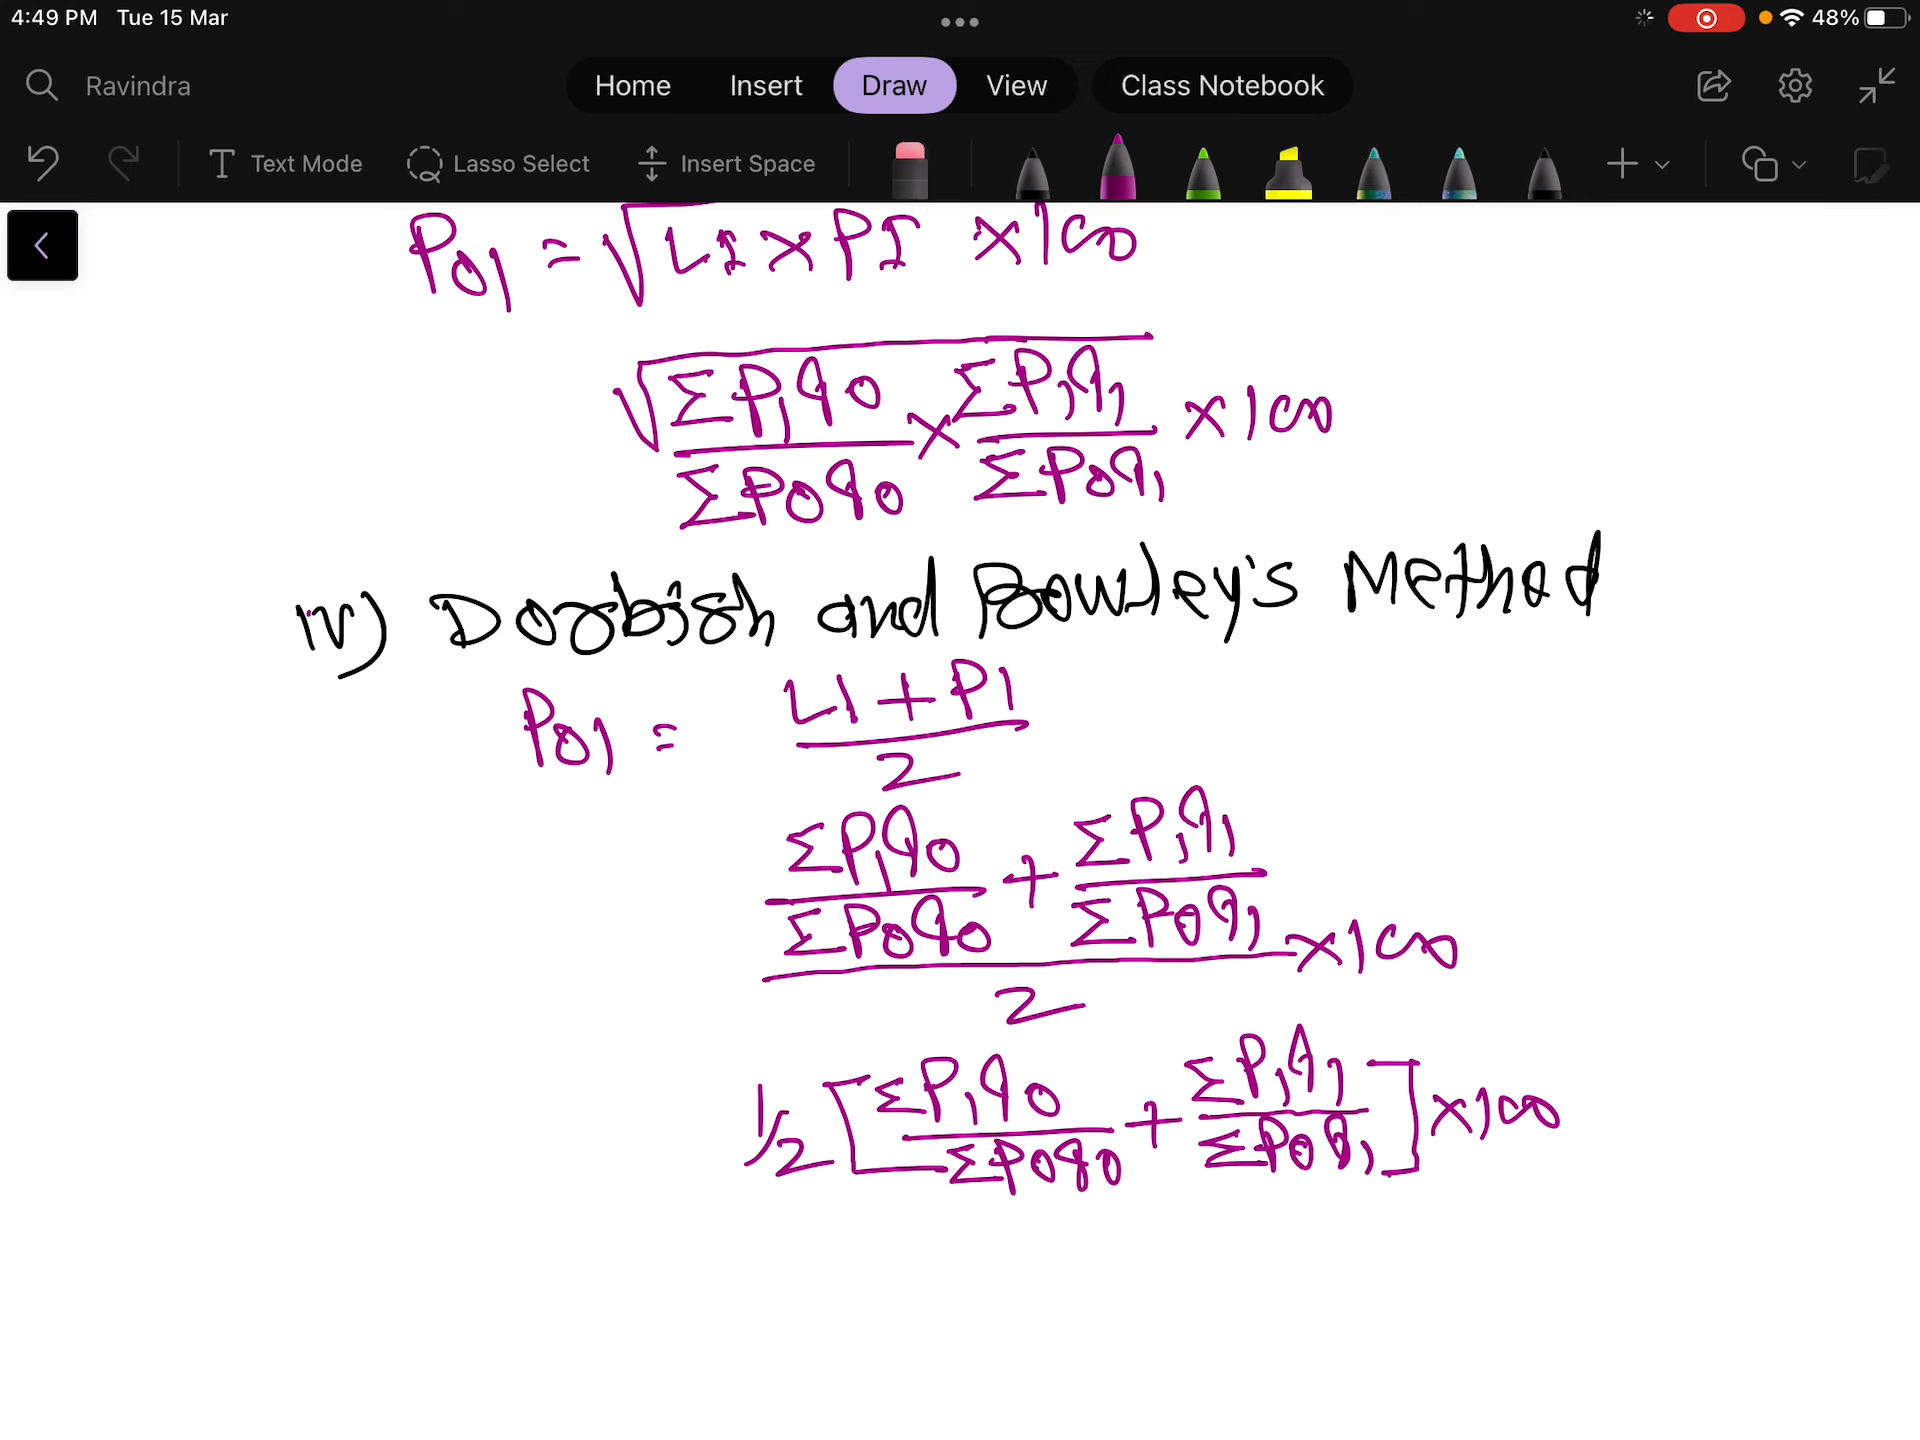 4:49 PM Tue 15 Mar
48%
Ravindra
Home Insert Draw View Class Notebook
Text Mode Lasso Select Insert Space
P01 = √LI × PI × 100
√(ΣP1q0/ΣP0q0 × ΣP1q1/ΣP0q1) × 100
iv) Dorbish and Bowley's Method
P01 = (LI + PI)/2
(ΣP1q0/ΣP0q0 + ΣP1q1/ΣP0q1)/2 × 100
1/2 [ΣP1q0/ΣP0q0 + ΣP1q1/ΣP0q1] × 100